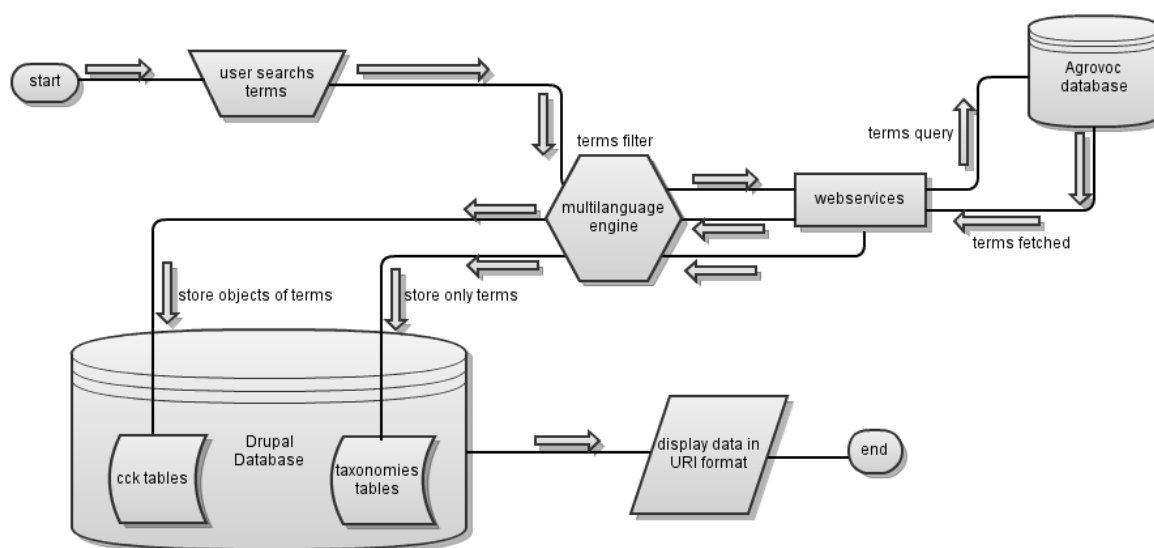 start
user searchs
terms
Agrovoc
database
terms query
terms filter
multilanguage
engine
webservices
terms fetched
store objects of terms
store only terms
Drupal
Database
cck tables
taxonomies
tables
display data in
URI format
end